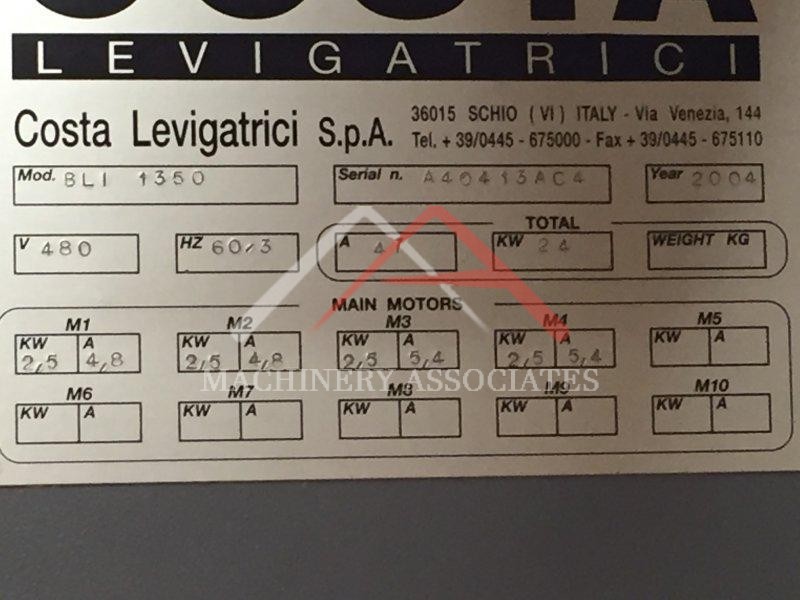 COSTA
LEVIGATRICI
Costa Levigatrici S.p.A.
36015 SCHIO (VI) ITALY - Via Venezia, 144
Tel. + 39/0445 - 675000 - Fax + 39/0445 - 675110
Mod. BLI 1350 Serial n. A40413AC4 Year 2004
TOTAL
V 480 HZ 60/3 A 41 KW 24 WEIGHT KG
MAIN MOTORS
M1 M2 M3 M4 M5
KW A KW A KW A KW A KW A
2,5 4,8 2,5 4,8 2,5 5,4 2,5 5,4
MACHINERY ASSOCIATES
M6 M7 M8 M9 M10
KW A KW A KW A KW A KW A